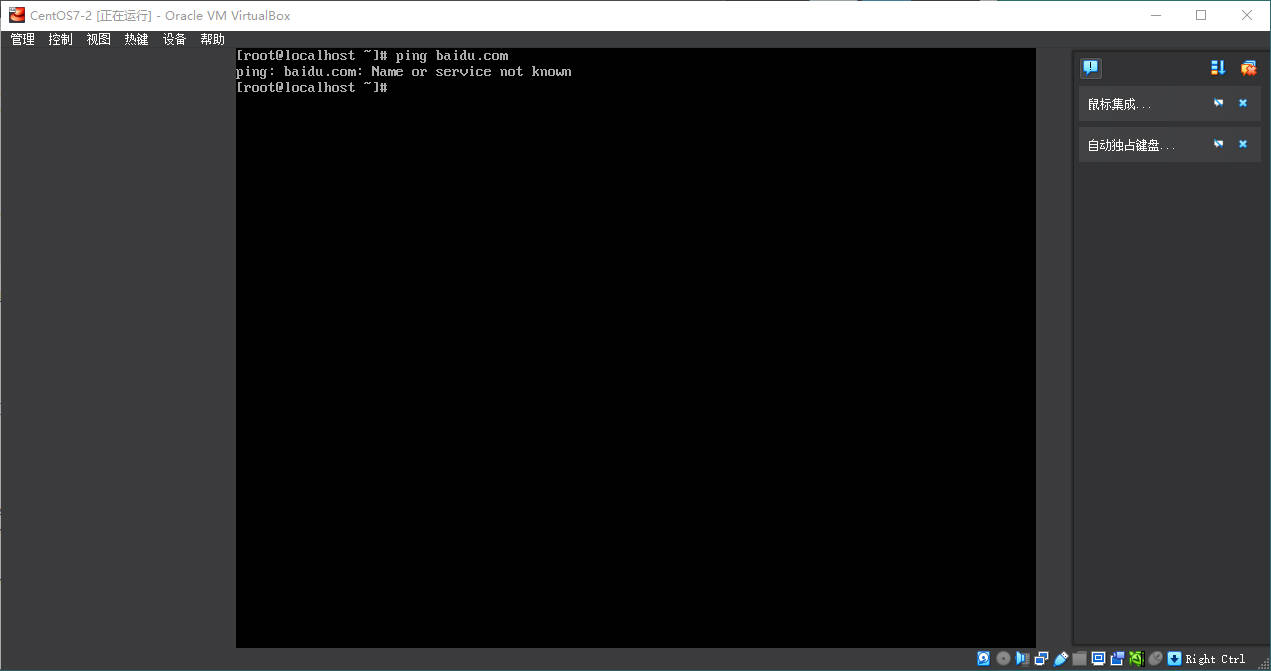 CentOS7-2 [正在运行] - Oracle VM VirtualBox
管理 控制 视图 热键 设备 帮助
[root@localhost ~]# ping baidu.com
ping: baidu.com: Name or service not known
[root@localhost ~]#
鼠标集成...
自动独占键盘...
Right Ctrl